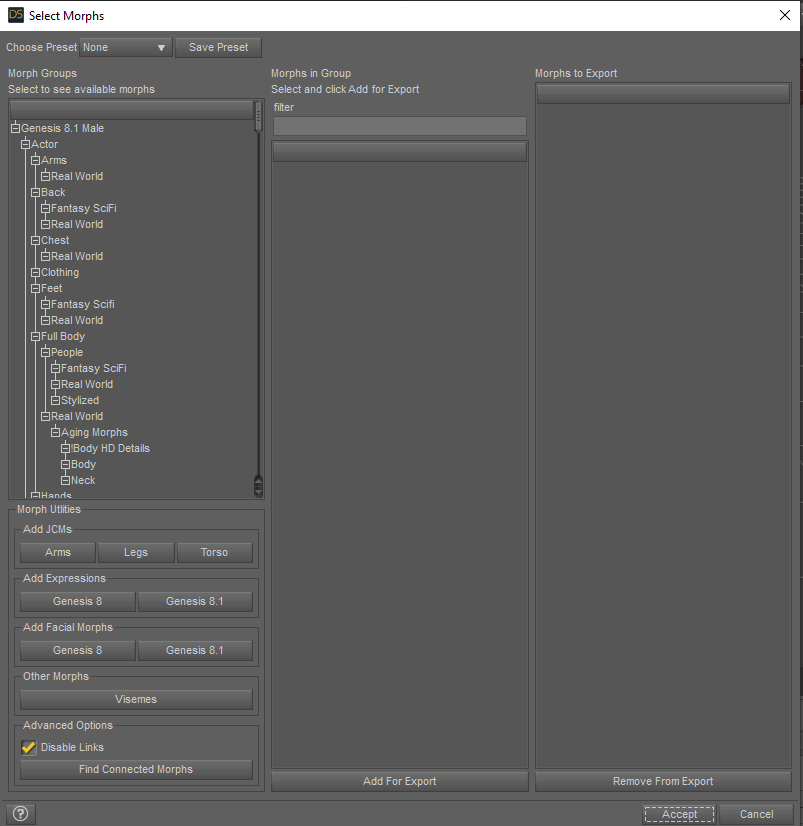 DS Select Morphs
Choose Preset None Save Preset
Morph Groups
Select to see available morphs
Genesis 8.1 Male
Actor
Arms
Real World
Back
Fantasy SciFi
Real World
Chest
Real World
Clothing
Feet
Fantasy Scifi
Real World
Full Body
People
Fantasy SciFi
Real World
Stylized
Real World
Aging Morphs
!Body HD Details
Body
Neck
Hands
Morph Utlities
Add JCMs
Arms Legs Torso
Add Expressions
Genesis 8 Genesis 8.1
Add Facial Morphs
Genesis 8 Genesis 8.1
Other Morphs
Visemes
Advanced Options
Disable Links
Find Connected Morphs
Morphs in Group
Select and click Add for Export
filter
Add For Export
Morphs to Export
Remove From Export
? Accept Cancel